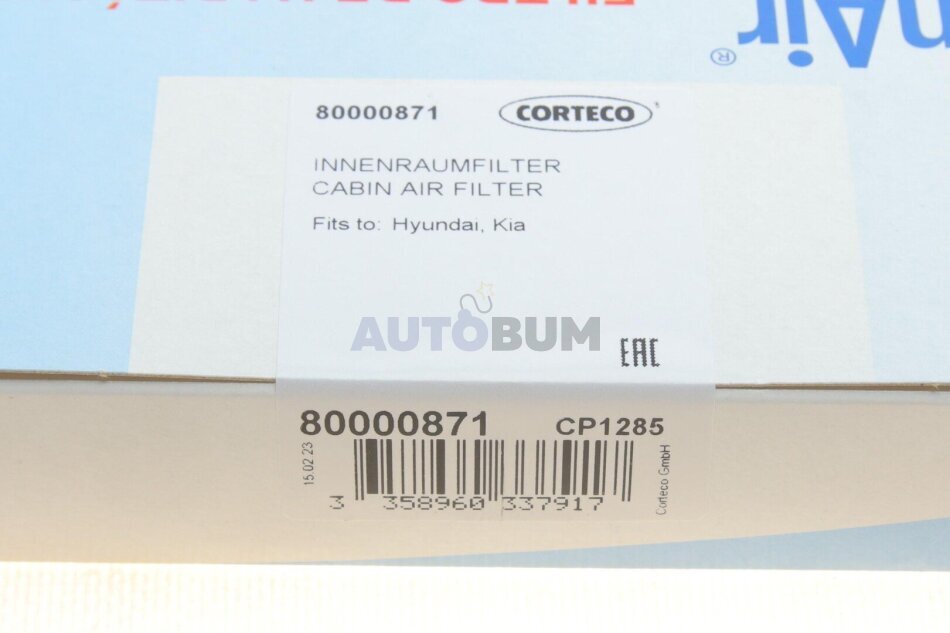 80000871 CORTECO
INNENRAUMFILTER
CABIN AIR FILTER
Fits to: Hyundai, Kia
AUTOBUM
EAC
80000871 CP1285
15.02.23
Corteco GmbH
3 358960 337917